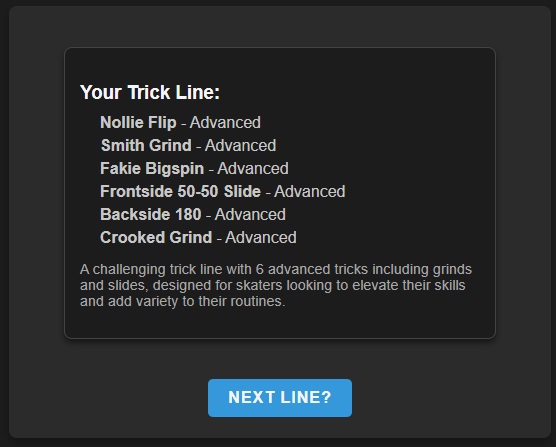 Your Trick Line:
Nollie Flip - Advanced
Smith Grind - Advanced
Fakie Bigspin - Advanced
Frontside 50-50 Slide - Advanced
Backside 180 - Advanced
Crooked Grind - Advanced
A challenging trick line with 6 advanced tricks including grinds
and slides, designed for skaters looking to elevate their skills
and add variety to their routines.
NEXT LINE?